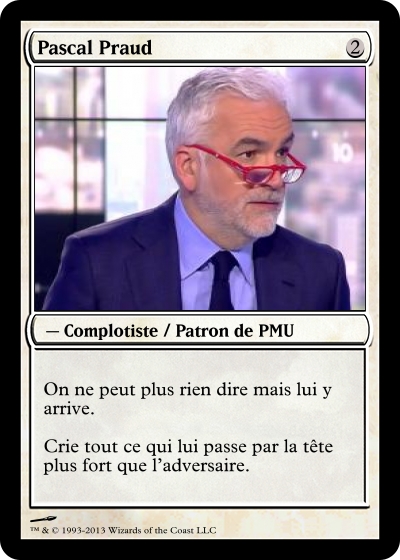 Pascal Praud 2
10
— Complotiste / Patron de PMU
On ne peut plus rien dire mais lui y
arrive.
Crie tout ce qui lui passe par la tête
plus fort que l'adversaire.
™ & © 1993-2013 Wizards of the Coast LLC